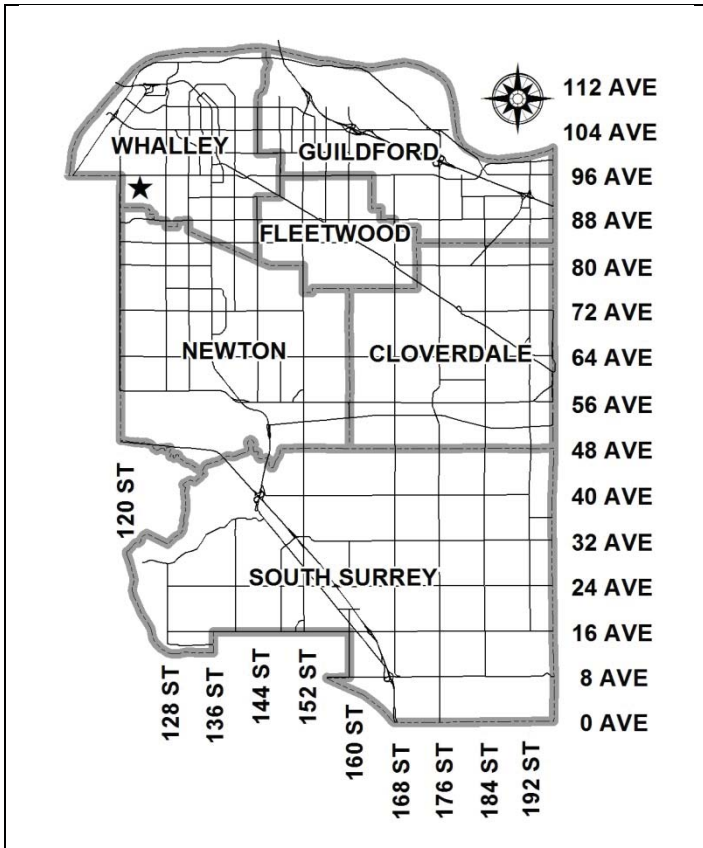 112 AVE
104 AVE
WHALLEY
GUILDFORD
96 AVE
88 AVE
FLEETWOOD
80 AVE
72 AVE
NEWTON
CLOVERDALE
64 AVE
56 AVE
48 AVE
120 ST
40 AVE
32 AVE
SOUTH SURREY
24 AVE
16 AVE
128 ST
136 ST
144 ST
152 ST
160 ST
8 AVE
0 AVE
168 ST
176 ST
184 ST
192 ST